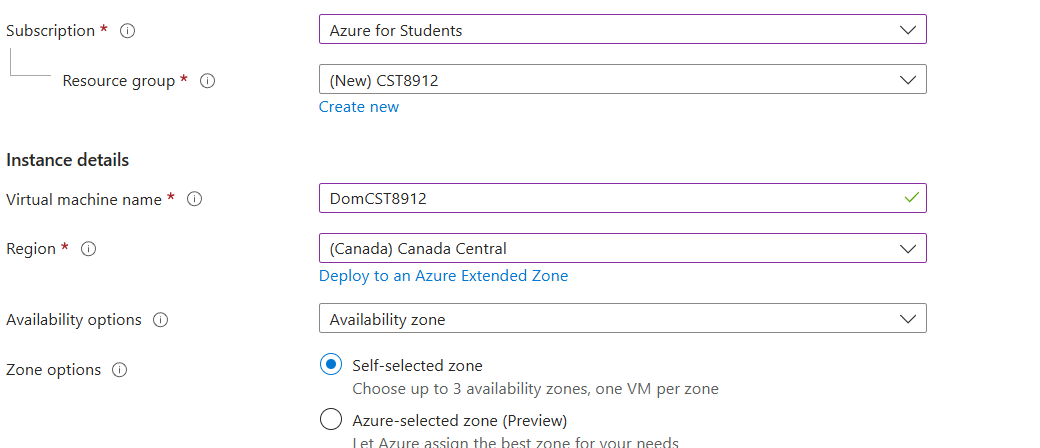 Subscription *
Azure for Students
Resource group *
(New) CST8912
Create new
Instance details
Virtual machine name *
DomCST8912
Region *
(Canada) Canada Central
Deploy to an Azure Extended Zone
Availability options
Availability zone
Zone options
Self-selected zone
Choose up to 3 availability zones, one VM per zone
Azure-selected zone (Preview)
Let Azure assign the best zone for your needs